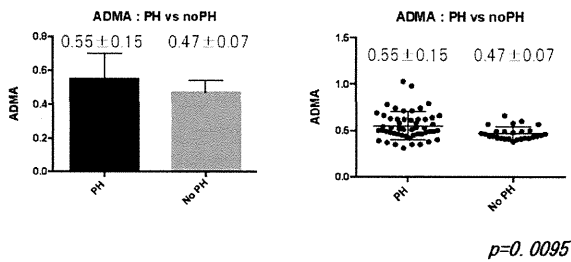 ADMA : PH vs noPH
0.55±0.15 0.47±0.07
ADMA
0.8
0.6
0.4
0.2
0.0
PH
No PH
ADMA : PH vs noPH
0.55±0.15 0.47±0.07
ADMA
1.5
1.0
0.5
0.0
PH
No PH
p=0.0095